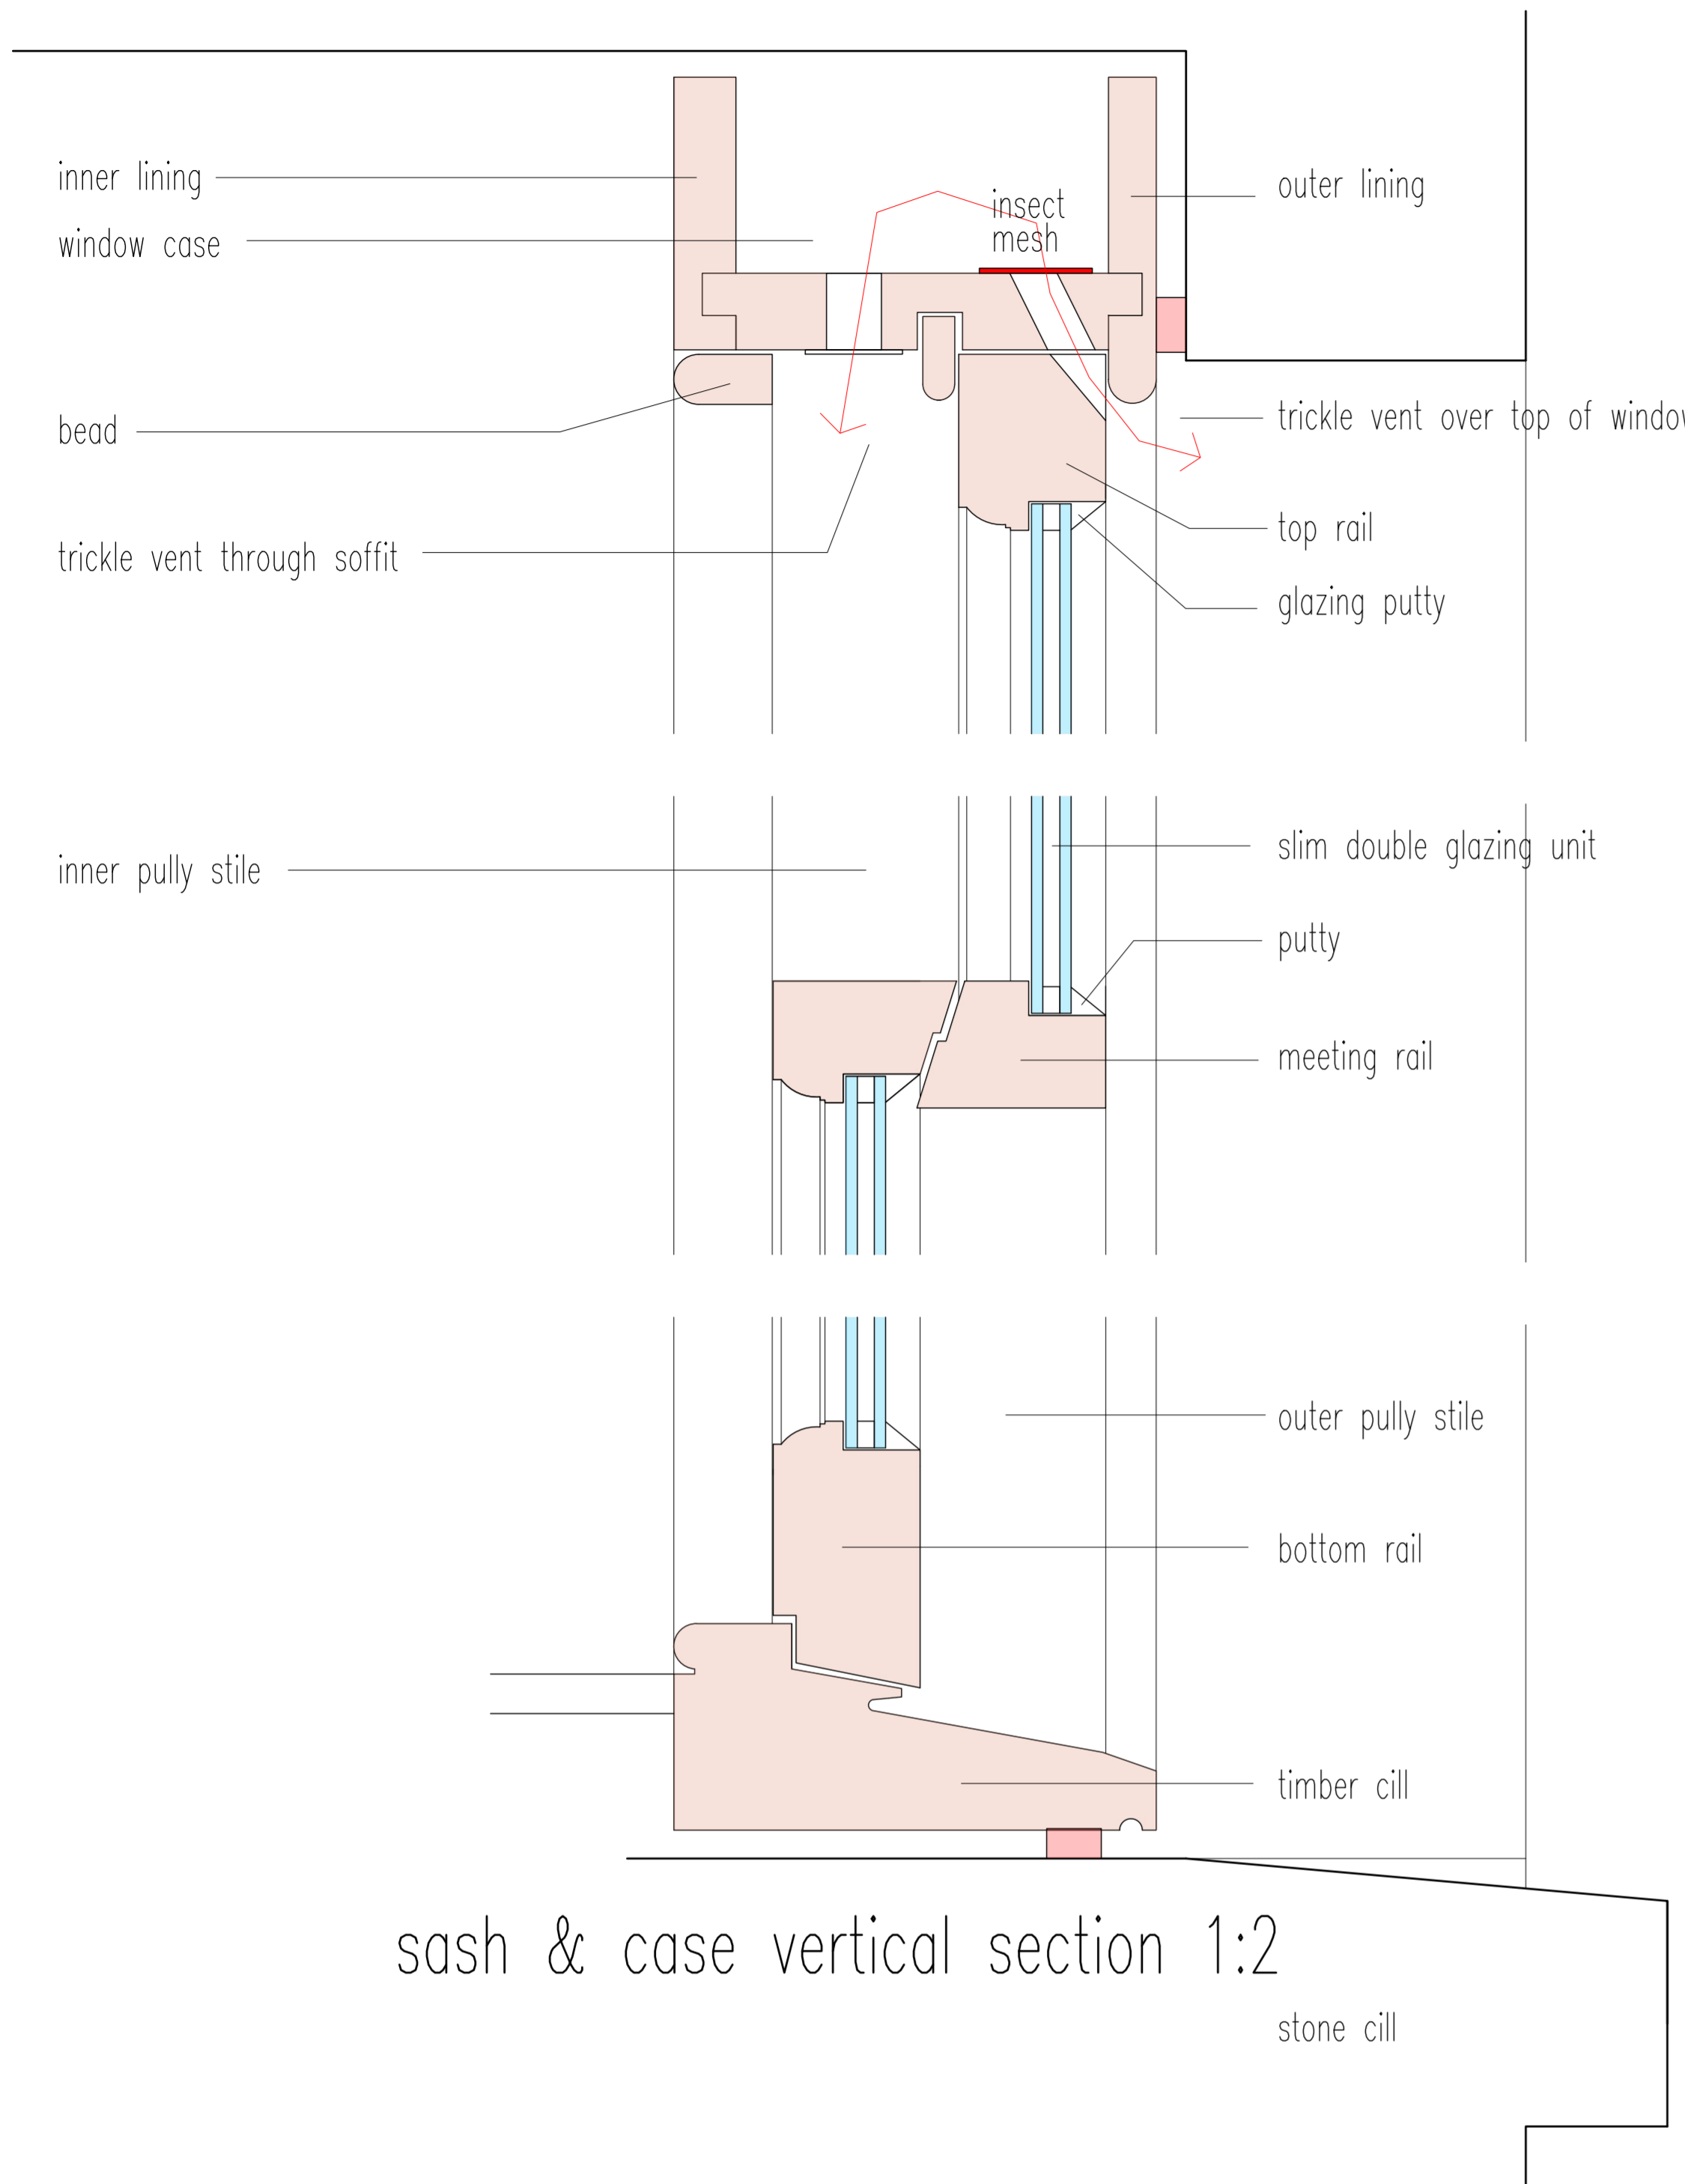 inner lining
outer lining
insect
mesh
window case
bead
trickle vent over top of window
trickle vent through soffit
top rail
glazing putty
slim double glazing unit
inner pully stile
putty
meeting rail
outer pully stile
bottom rail
timber cill
sash & case vertical section 1:2
stone cill